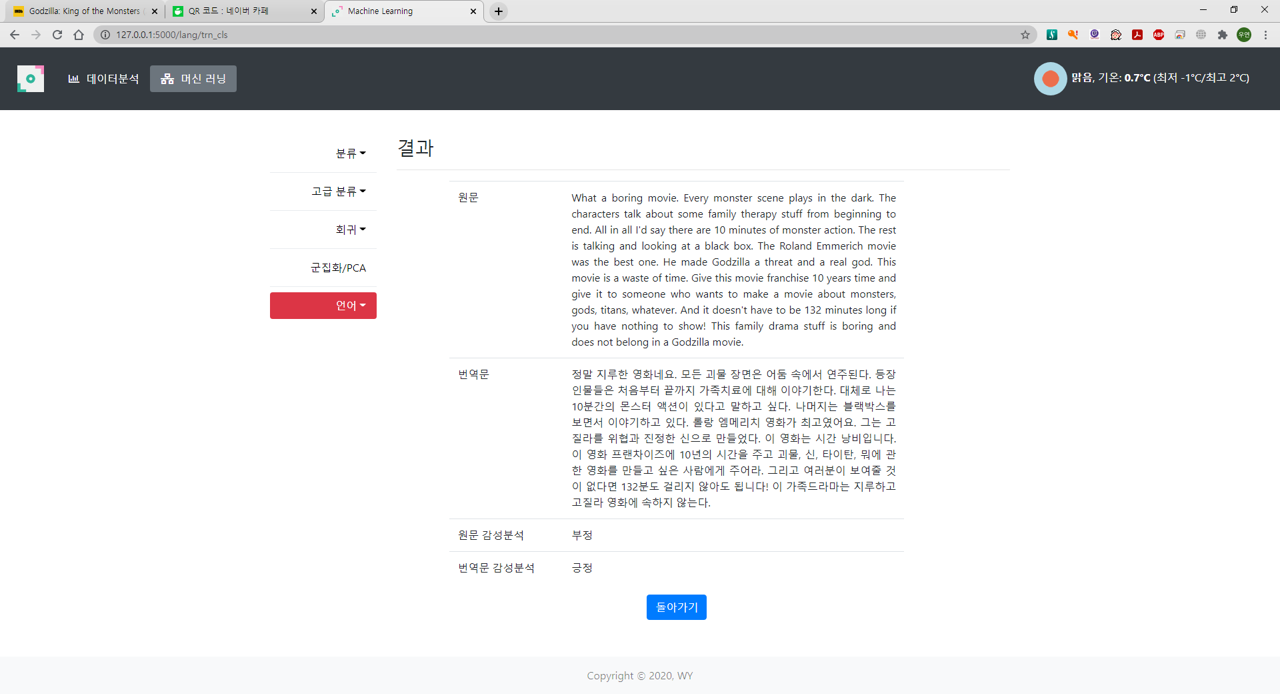 Godzilla: King of the Monsters
QR 코드 : 네이버 카페
Machine Learning
127.0.0.1:5000/lang/trn_cls
ABP
우연
데이터분석
머신 러닝
맑음, 기온: 0.7°C (최저 -1°C/최고 2°C)
분류
고급 분류
회귀
군집화/PCA
언어
결과
원문
What a boring movie. Every monster scene plays in the dark. The
characters talk about some family therapy stuff from beginning to
end. All in all I'd say there are 10 minutes of monster action. The rest
is talking and looking at a black box. The Roland Emmerich movie
was the best one. He made Godzilla a threat and a real god. This
movie is a waste of time. Give this movie franchise 10 years time and
give it to someone who wants to make a movie about monsters,
gods, titans, whatever. And it doesn't have to be 132 minutes long if
you have nothing to show! This family drama stuff is boring and
does not belong in a Godzilla movie.
번역문
정말 지루한 영화네요. 모든 괴물 장면은 어둠 속에서 연주된다. 등장
인물들은 처음부터 끝까지 가족치료에 대해 이야기한다. 대체로 나는
10분간의 몬스터 액션이 있다고 말하고 싶다. 나머지는 블랙박스를
보면서 이야기하고 있다. 롤랑 엠메리치 영화가 최고였어요. 그는 고
질라를 위협과 진정한 신으로 만들었다. 이 영화는 시간 낭비입니다.
이 영화 프랜차이즈에 10년의 시간을 주고 괴물, 신, 타이탄, 뭐에 관
한 영화를 만들고 싶은 사람에게 주어라. 그리고 여러분이 보여줄 것
이 없다면 132분도 걸리지 않아도 됩니다! 이 가족드라마는 지루하고
고질라 영화에 속하지 않는다.
원문 감성분석
부정
번역문 감성분석
긍정
돌아가기
Copyright © 2020, WY